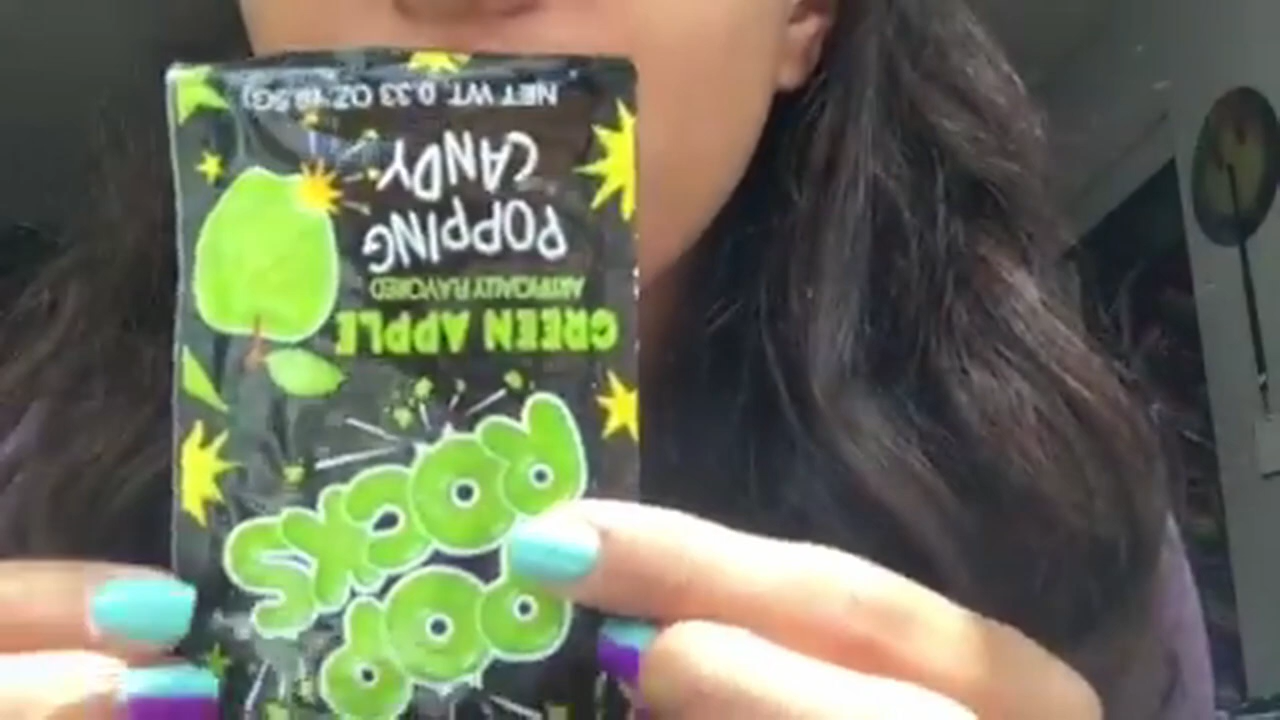 POP
ROCKS
GREEN APPLE
ARTIFICIALLY FLAVORED
POPPING
CANDY
NET WT. 0.33 OZ (9.5G)